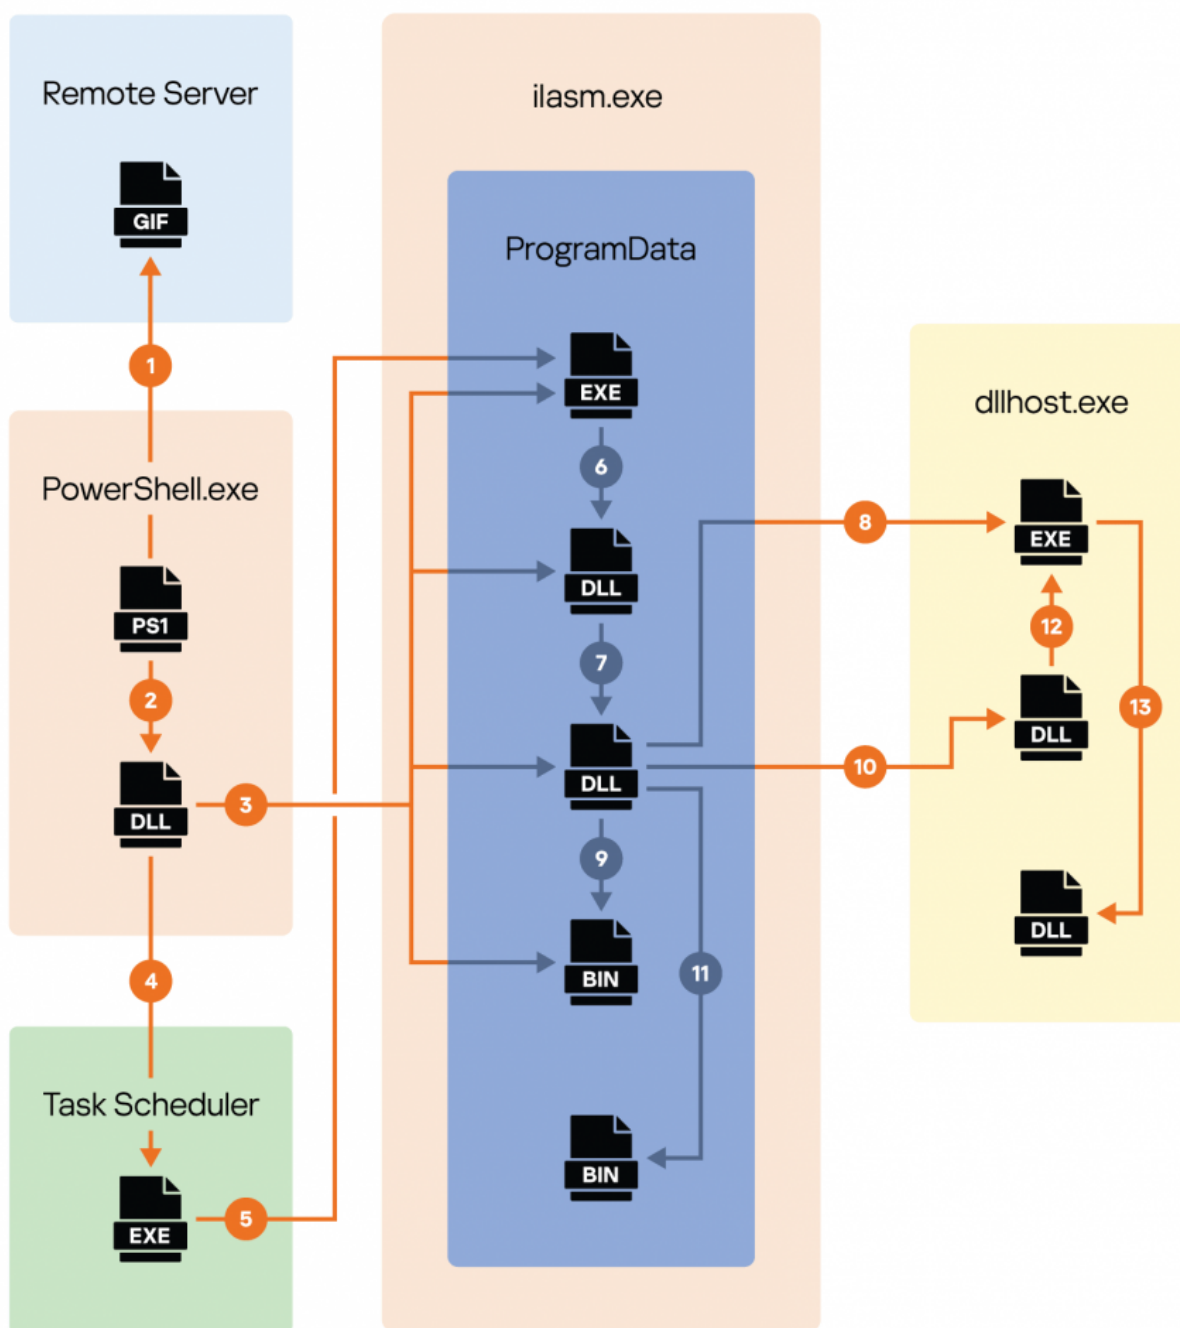 Remote Server
GIF
1
PowerShell.exe
PS1
2
DLL
3
4
Task Scheduler
EXE
5
ilasm.exe
ProgramData
EXE
6
DLL
7
DLL
9
BIN
11
BIN
8
10
dllhost.exe
EXE
12
DLL
13
DLL